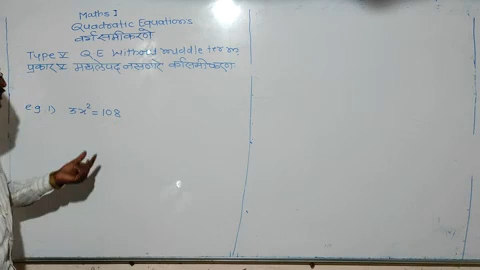 Maths I
Quadratic Equations
वर्गसमीकरणे
Type V Q E Without middle term
प्रकार V मधलेपद नसणारे वर्गसमीकरण
eg 1) 3x² = 108